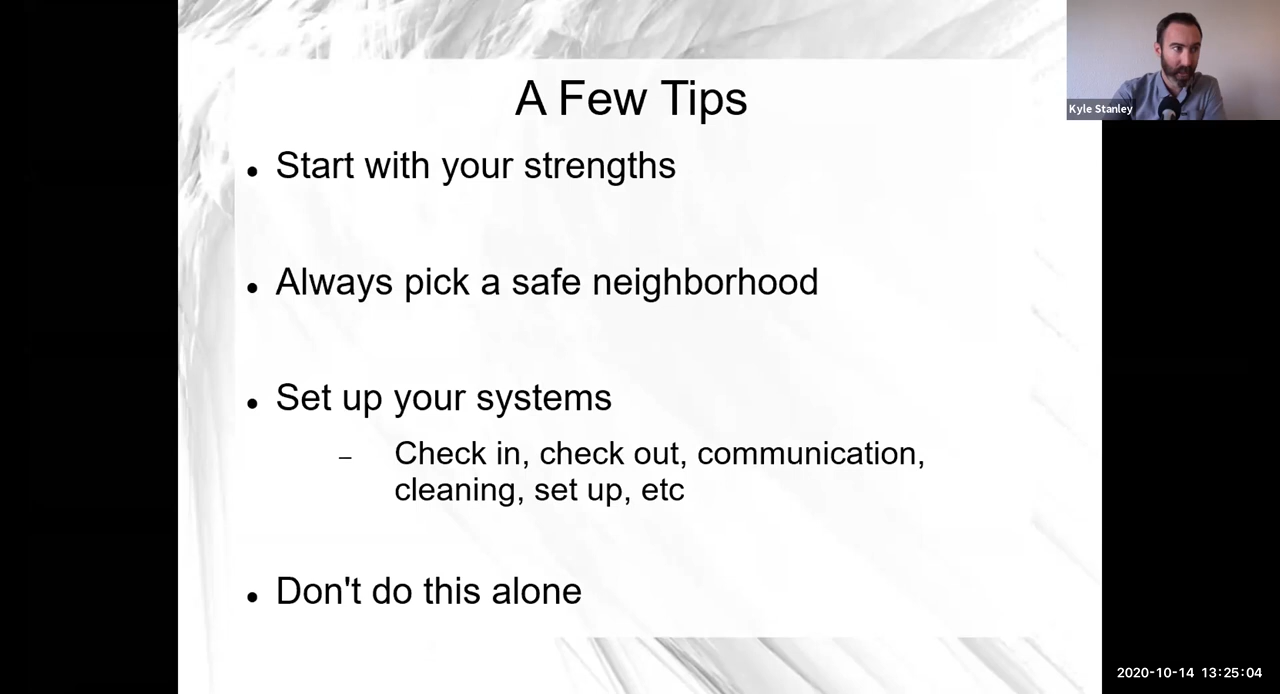 A Few Tips
Kyle Stanley
• Start with your strengths
• Always pick a safe neighborhood
• Set up your systems
– Check in, check out, communication,
cleaning, set up, etc
• Don't do this alone
2020-10-14 13:25:04